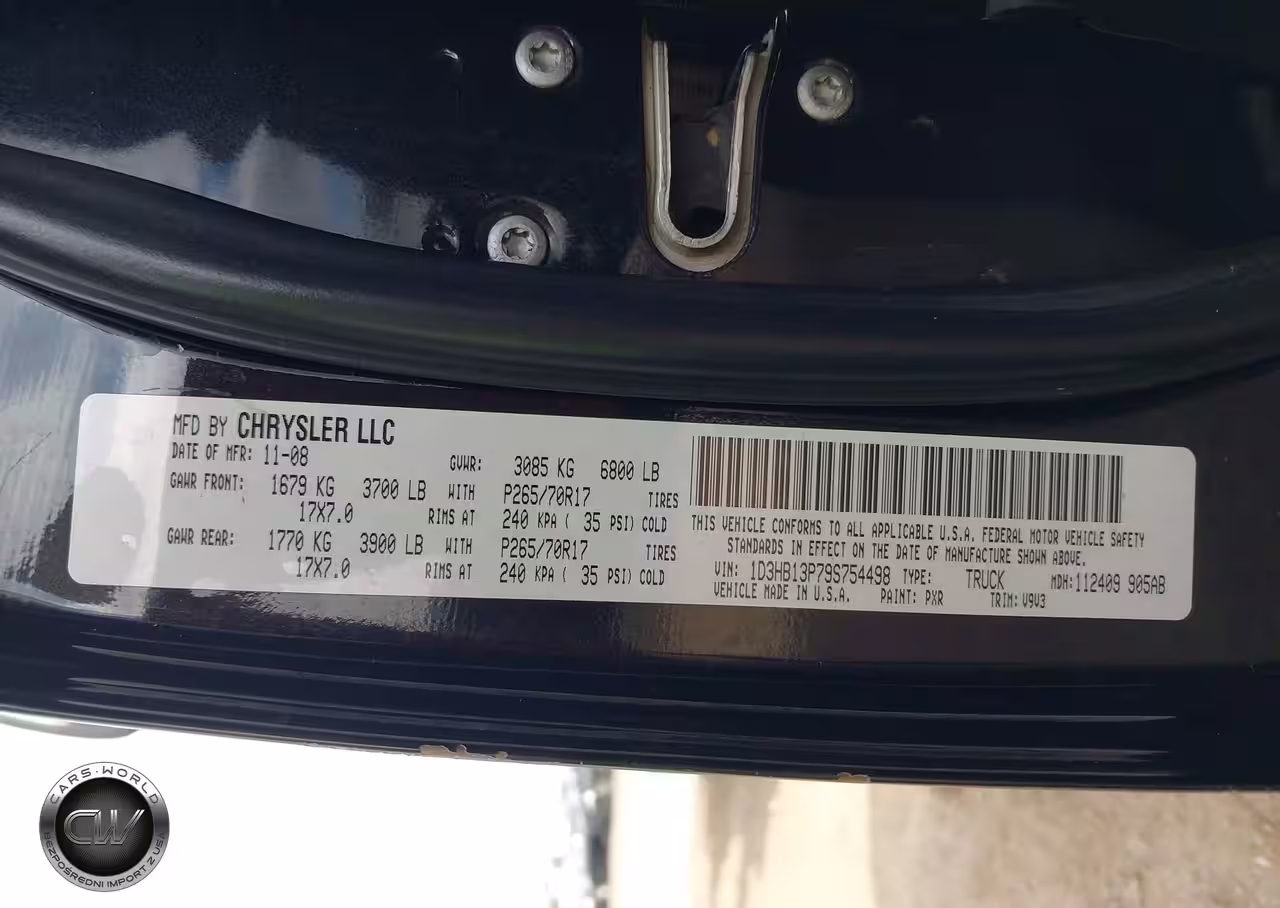 MFD BY CHRYSLER LLC
DATE OF MFR: 11-08 GVWR: 3085 KG 6800 LB
GAWR FRONT: 1679 KG 3700 LB WITH P265/70R17 TIRES
17X7.0 RIMS AT 240 KPA ( 35 PSI) COLD
GAWR REAR: 1770 KG 3900 LB WITH P265/70R17 TIRES
17X7.0 RIMS AT 240 KPA ( 35 PSI) COLD
THIS VEHICLE CONFORMS TO ALL APPLICABLE U.S.A. FEDERAL MOTOR VEHICLE SAFETY
STANDARDS IN EFFECT ON THE DATE OF MANUFACTURE SHOWN ABOVE.
VIN: 1D3HB13P79S754498 TYPE: TRUCK MDH: 112409 905AB
VEHICLE MADE IN U.S.A. PAINT: PXR TRIM: V9V3
CARS-WORLD
CW
BEZPOŚREDNI IMPORT Z USA